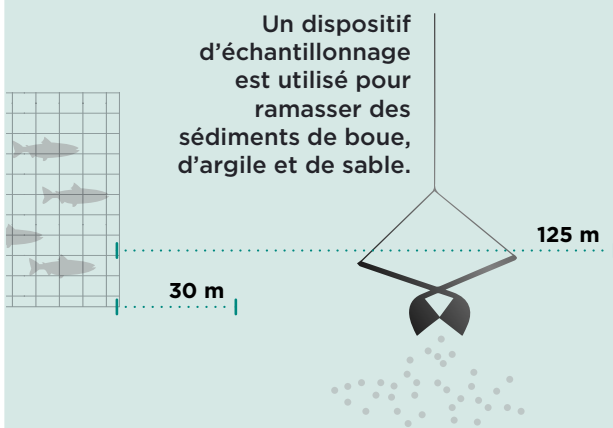 Un dispositif
d’échantillonnage
est utilisé pour
ramasser des
sédiments de boue,
d’argile et de sable.
125 m
30 m